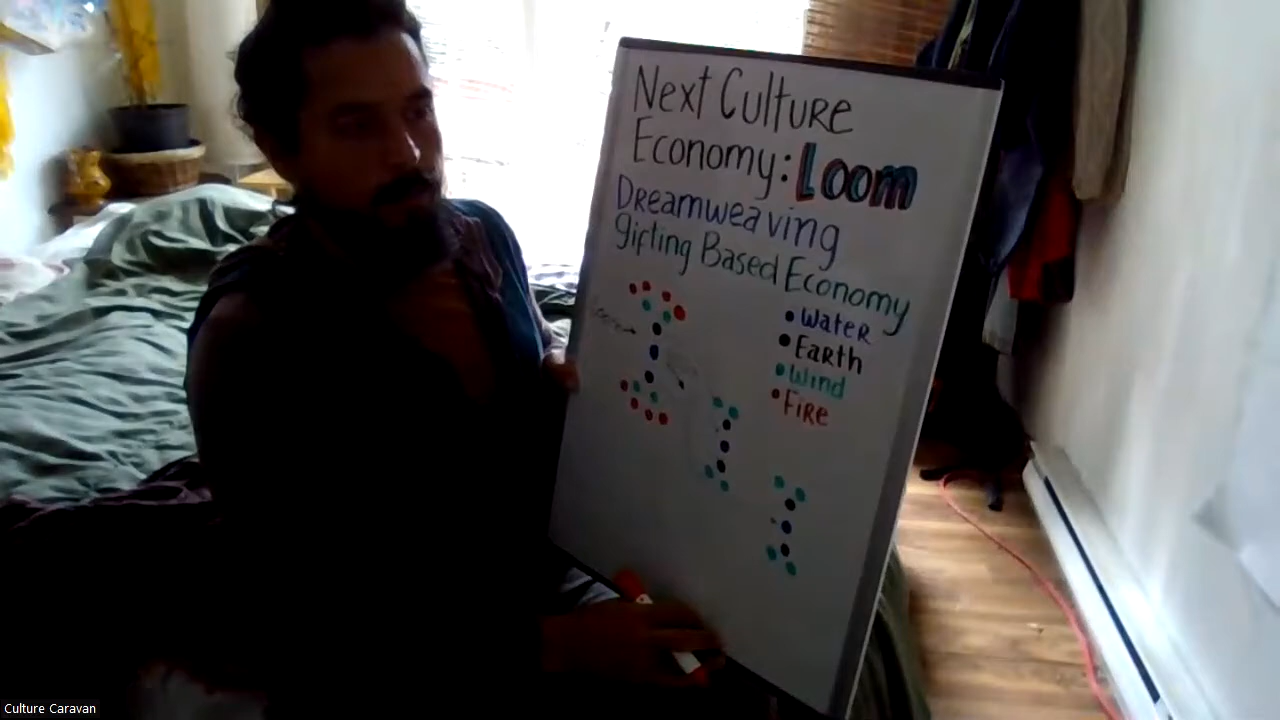 Next Culture
Economy: Loom
Dreamweaving
Gifting Based Economy
Water
Earth
Wind
Fire
Culture Caravan